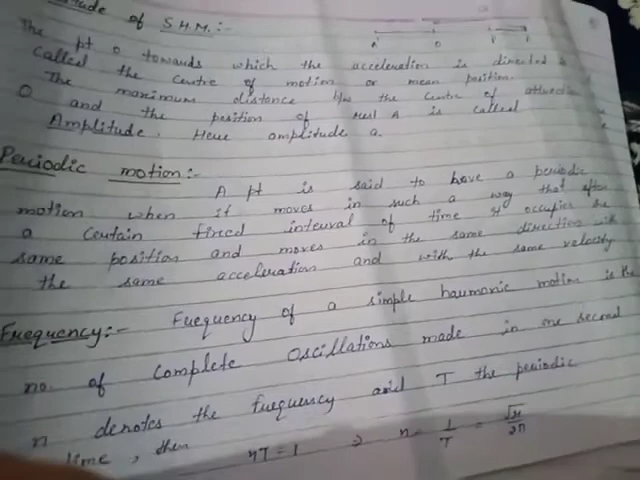 of S.H.M. :-
A O P P
The pt O towards which the acceleration is directed is
called the centre of motion or mean position.
The maximum distance b/w the centre of attraction
O and the position of rest A is called
Amplitude. Here amplitude a.
Periodic motion :-
A pt is said to have a periodic
motion when it moves in such a way that after
a certain fixed interval of time it occupies the
same position and moves in the same direction with
the same acceleration and with the same velocity
Frequency :- Frequency of a simple harmonic motion is the
no. of complete oscillations made in one second
n denotes the frequency and T the periodic
time, then
nT = 1 ⇒ n = 1/T = √μ/2π